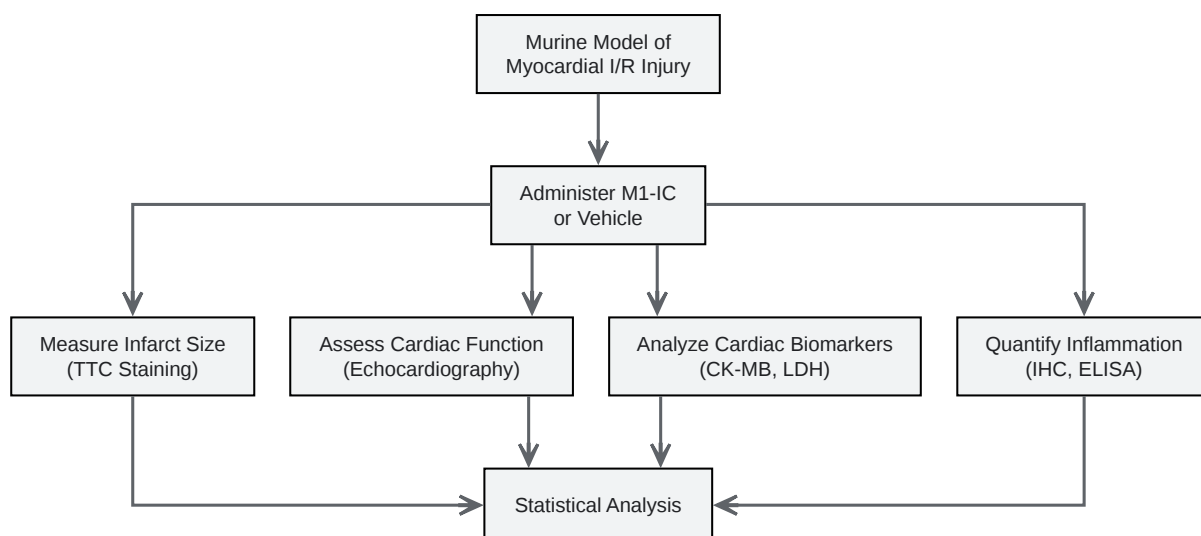 Murine Model of
Myocardial I/R Injury
Administer M1-IC
or Vehicle
Measure Infarct Size
(TTC Staining)
Assess Cardiac Function
(Echocardiography)
Analyze Cardiac Biomarkers
(CK-MB, LDH)
Quantify Inflammation
(IHC, ELISA)
Statistical Analysis